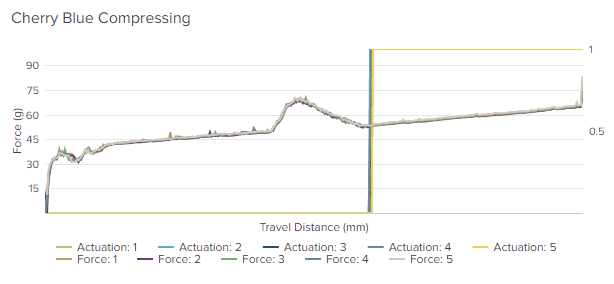 Cherry Blue Compressing
1
90
75
60
0.5
45
30
15
Force (g)
Travel Distance (mm)
Actuation: 1 Actuation: 2 Actuation: 3 Actuation: 4 Actuation: 5
Force: 1 Force: 2 Force: 3 Force: 4 Force: 5